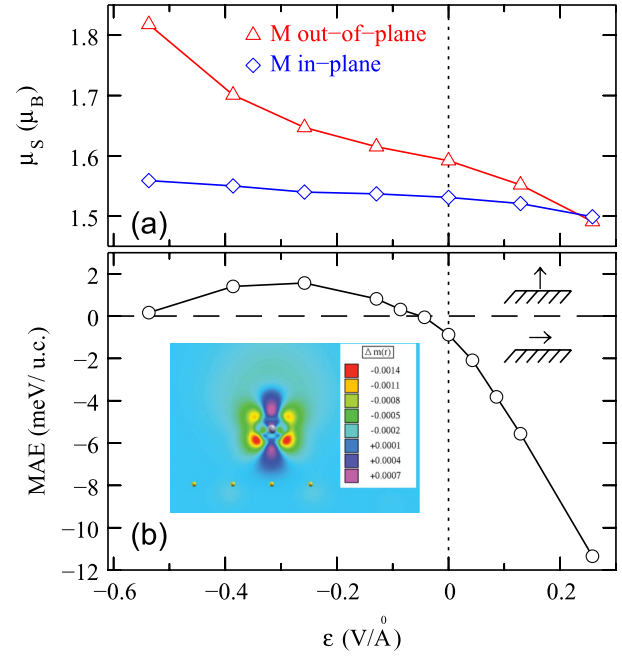 1.8
1.7
1.6
1.5
μS (μB)
M out−of−plane
M in−plane
(a)
2
0
−2
−4
−6
−8
−10
−12
MAE (meV/ u.c.)
Δ m(r)
-0.0014
-0.0011
-0.0008
-0.0005
-0.0002
+0.0001
+0.0004
+0.0007
(b)
−0.6 −0.4 −0.2 0 0.2
ε (V/Å)